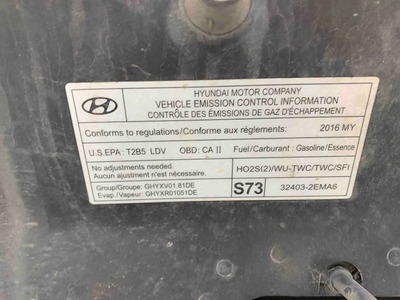 HYUNDAI MOTOR COMPANY
VEHICLE EMISSION CONTROL INFORMATION
CONTRÔLE DES ÉMISSIONS DE GAZ D'ÉCHAPPEMENT
Conforms to regulations/Conforme aux règlements: 2016 MY
U.S.EPA: T2B5 LDV OBD: CA II Fuel/Carburant : Gasoline/Essence
No adjustments needed.
Aucun ajustement n'est nécessaire. HO2S(2)/WU-TWC/TWC/SFI
Group/Groupe: GHYXV01.81DE
Evap./Vapeur: GHYXR01051DE S73 32403-2EMA6